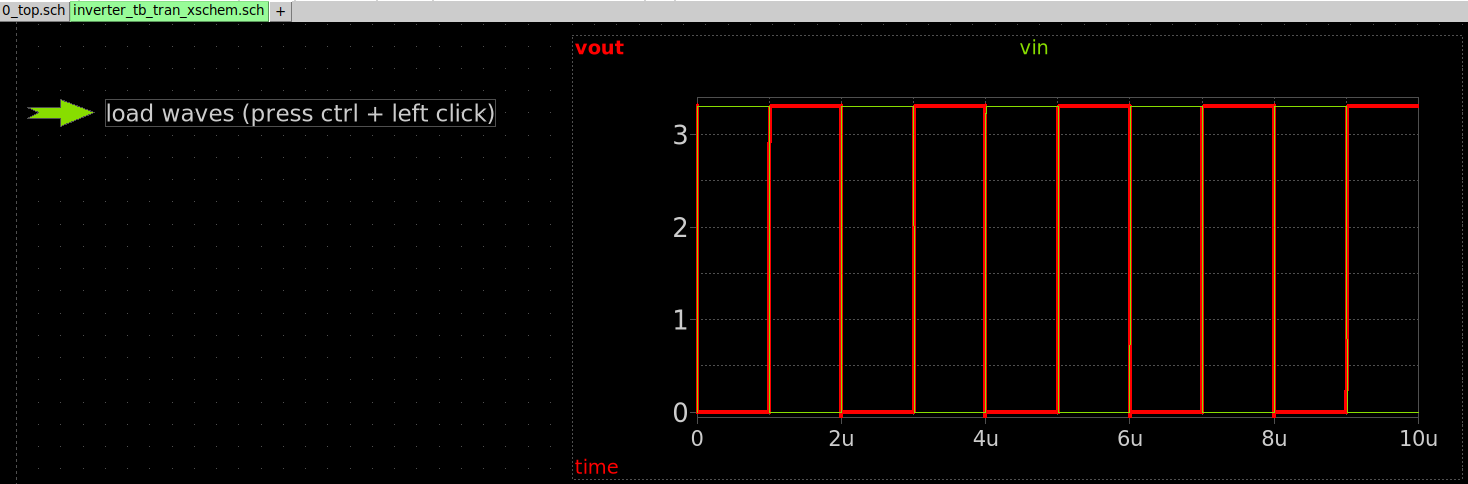 0_top.sch inverter_tb_tran_xschem.sch +
vout vin
load waves (press ctrl + left click)
3
2
1
0
0 2u 4u 6u 8u 10u
time